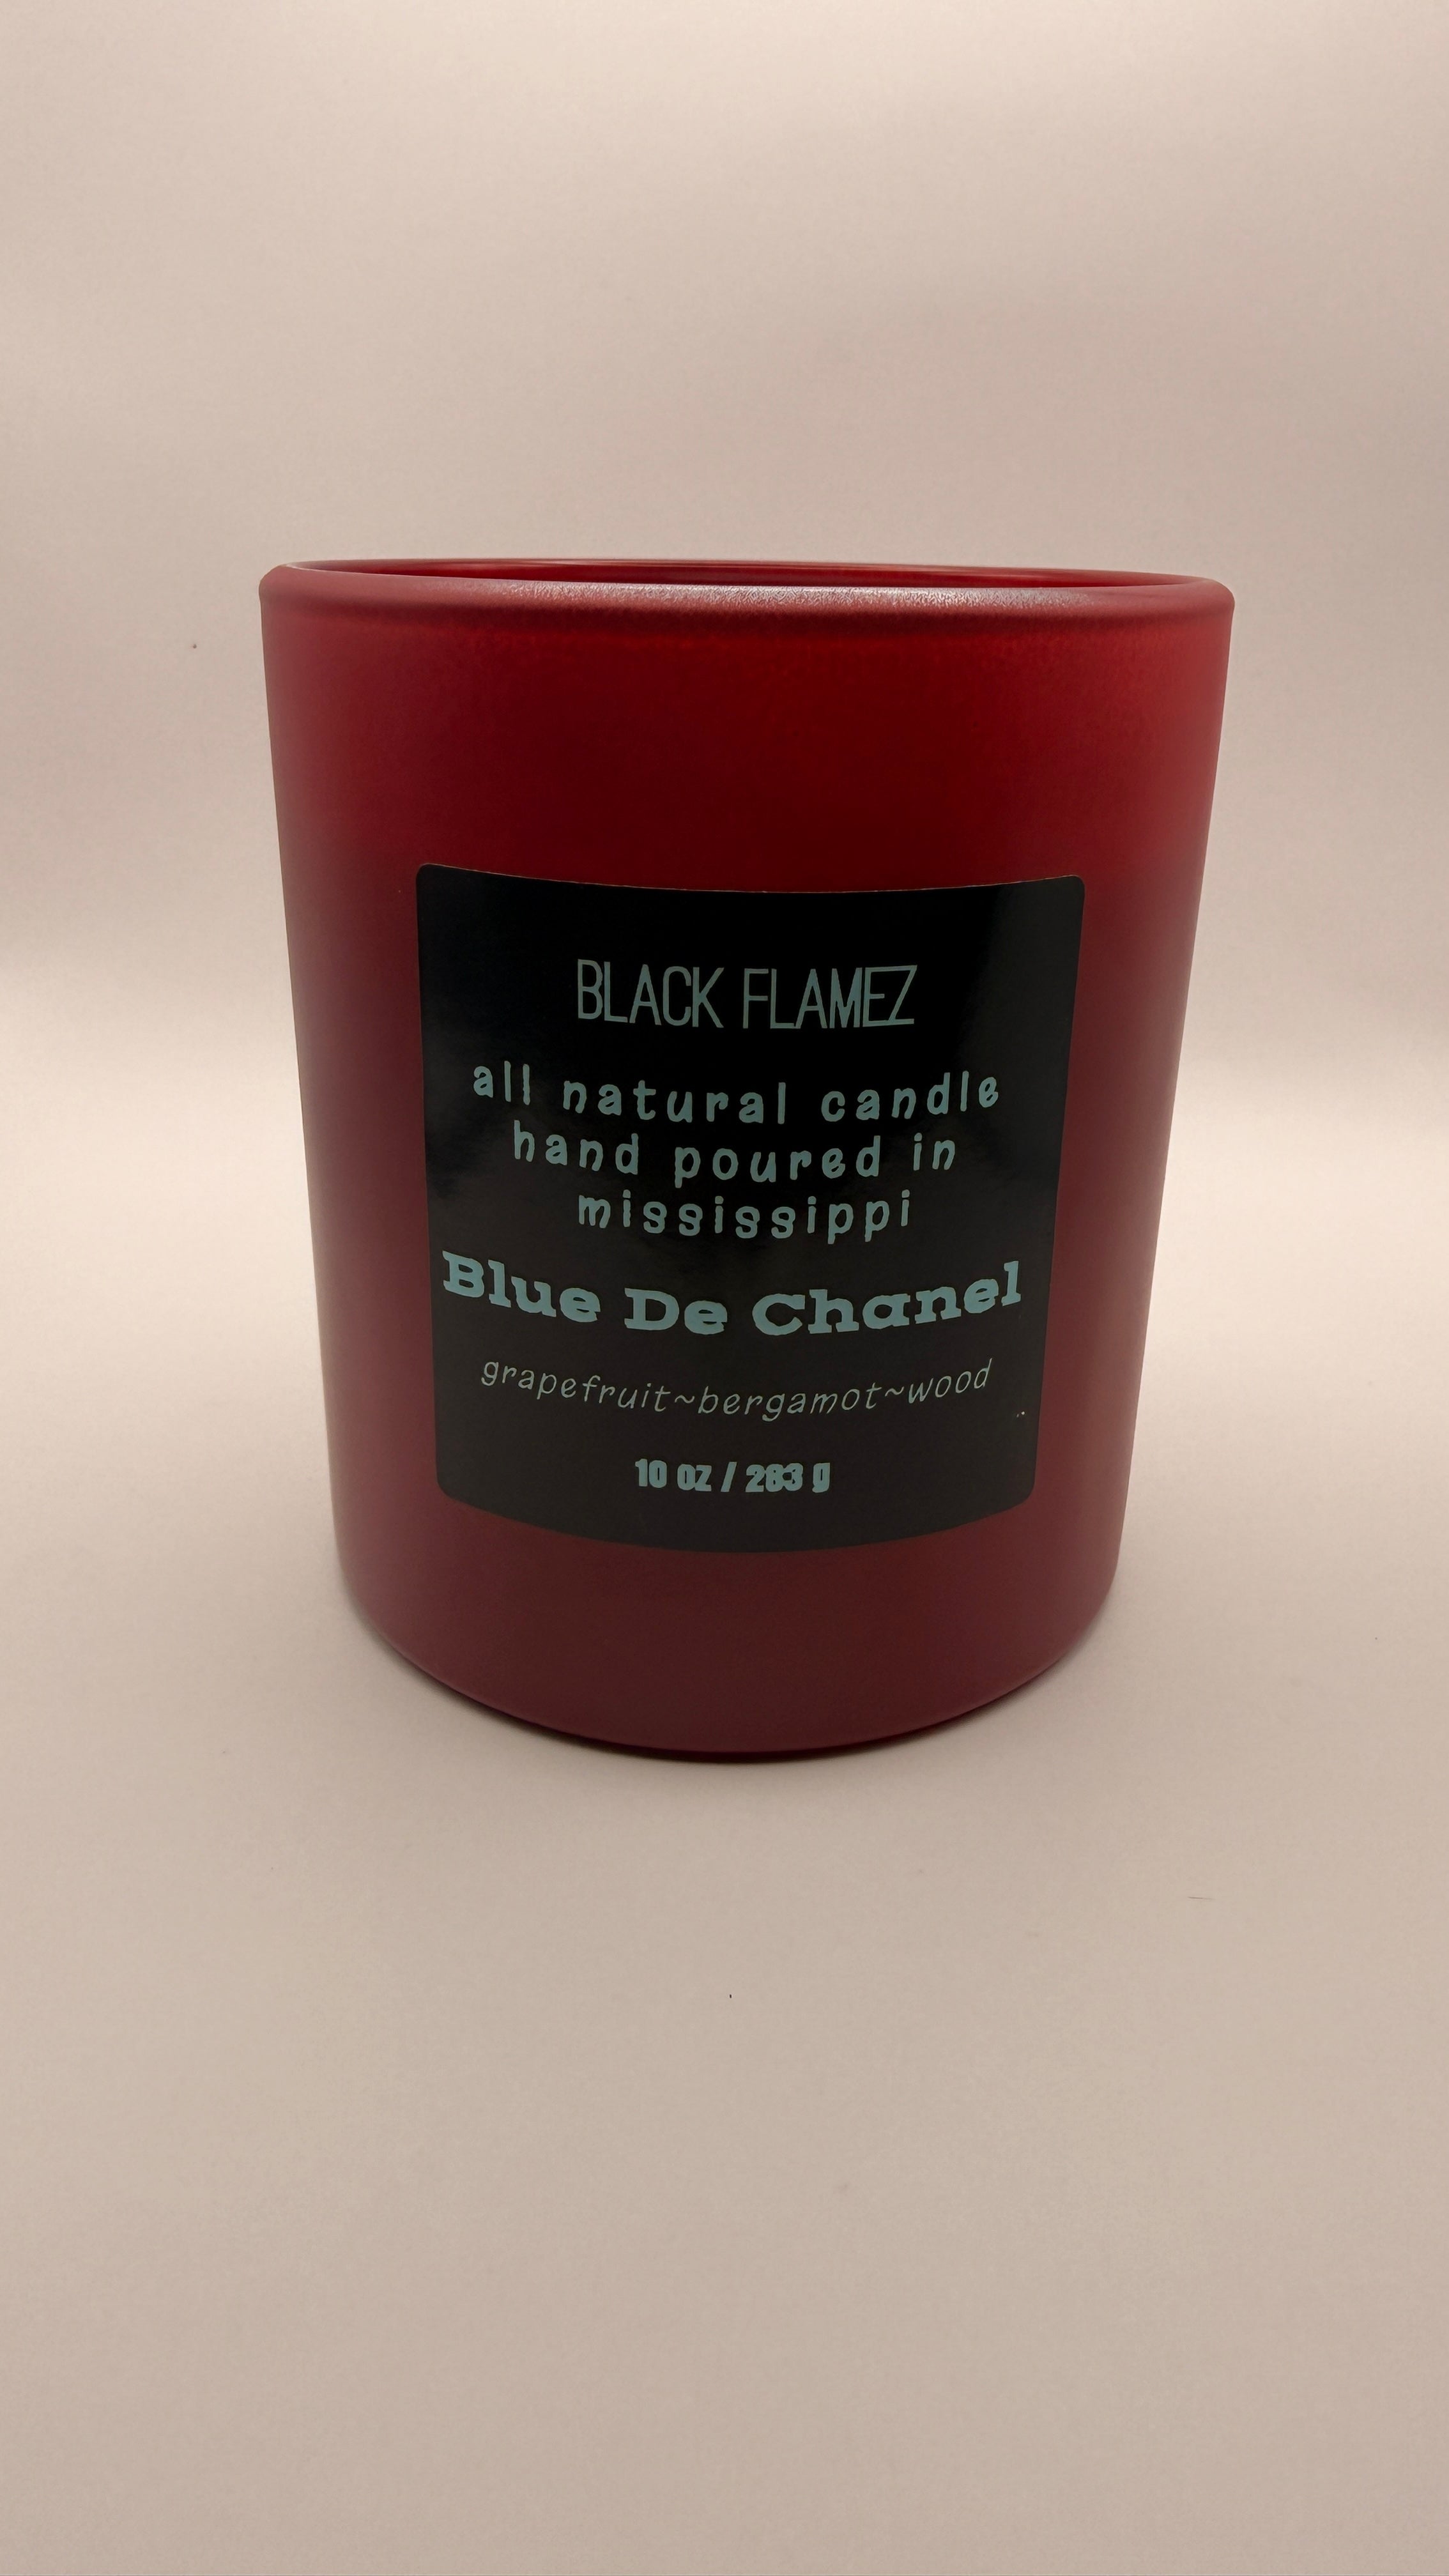 BLACK FLAMEZ
all natural candle
hand poured in
mississippi
Blue De Chanel
grapefruit~bergamot~wood
10 oz / 283 g